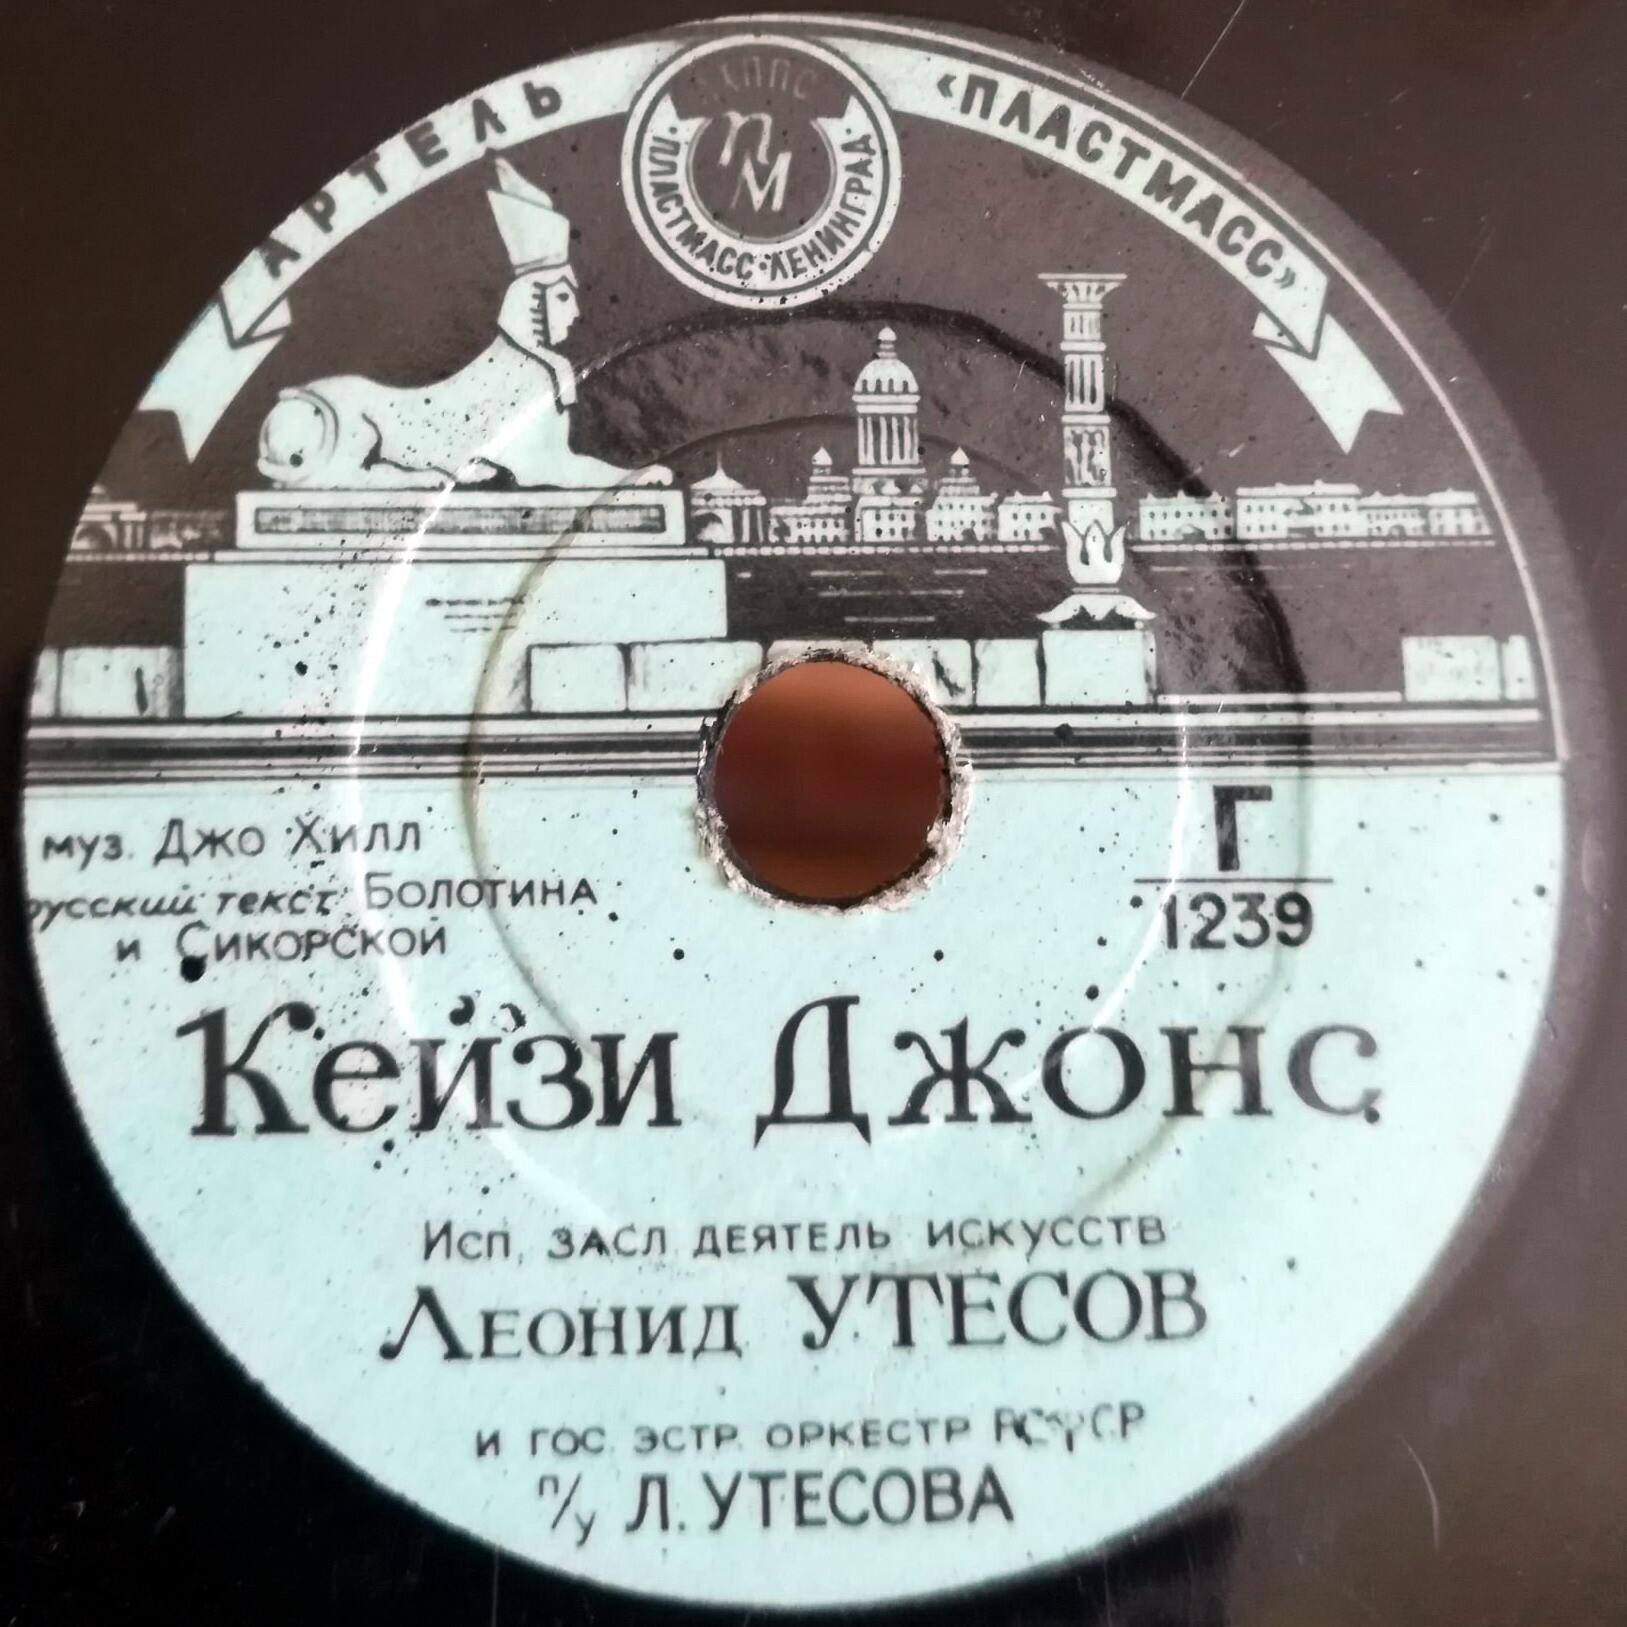 АРТЕЛЬ «ПЛАСТМАСС»
ПМ
·ПЛАСТМАСС·ЛЕНИНГРАД·
муз. Джо Хилл
русский текст Болотина
и Сикорской
Г
1239
Кейзи Джонс
Исп. засл деятель искусств
Леонид УТЕСОВ
и гос. эстр. оркестр РСФСР
п/у Л. УТЕСОВА